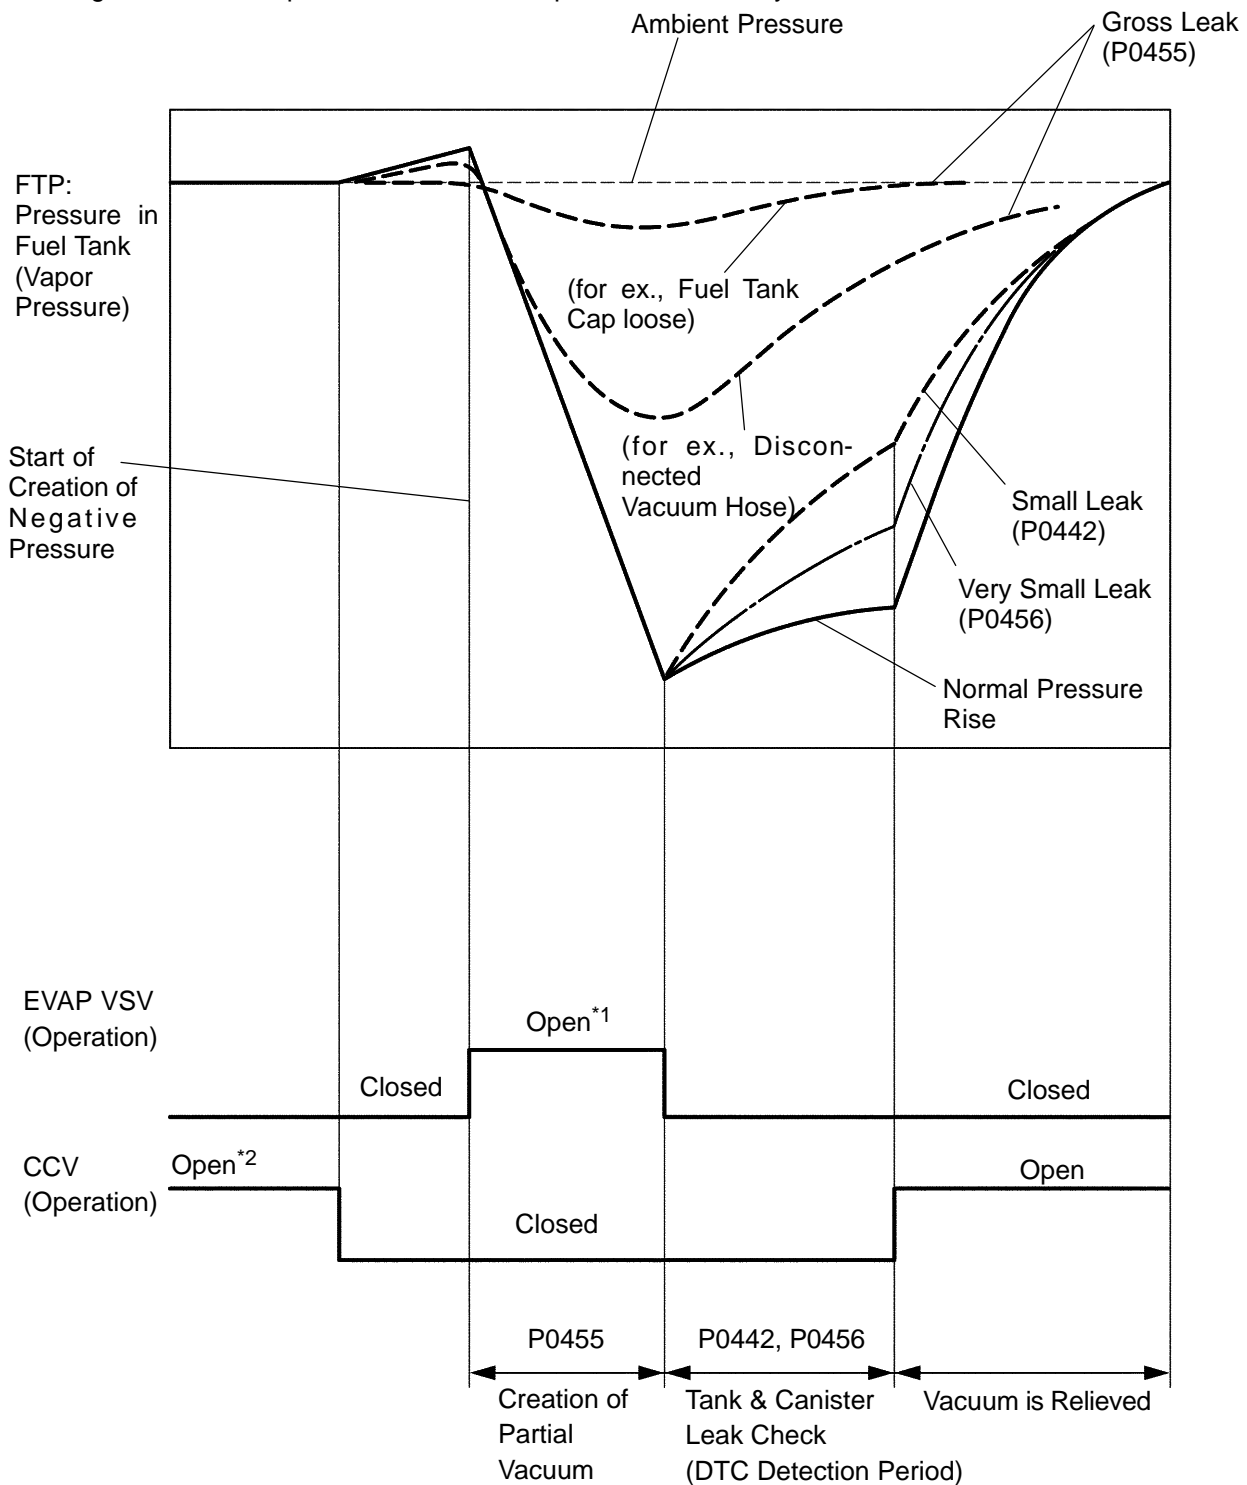 Ambient Pressure
Gross Leak
(P0455)
FTP:
Pressure in
Fuel Tank
(Vapor
Pressure)
(for ex., Fuel Tank
Cap loose)
(for ex., Discon-
nected
Vacuum Hose)
Start of
Creation of
Negative
Pressure
Small Leak
(P0442)
Very Small Leak
(P0456)
Normal Pressure
Rise
EVAP VSV
(Operation)
Open*1
Closed
Closed
CCV
(Operation)
Open*2
Open
Closed
P0455
P0442, P0456
Creation of
Partial
Vacuum
Tank & Canister
Leak Check
(DTC Detection Period)
Vacuum is Relieved